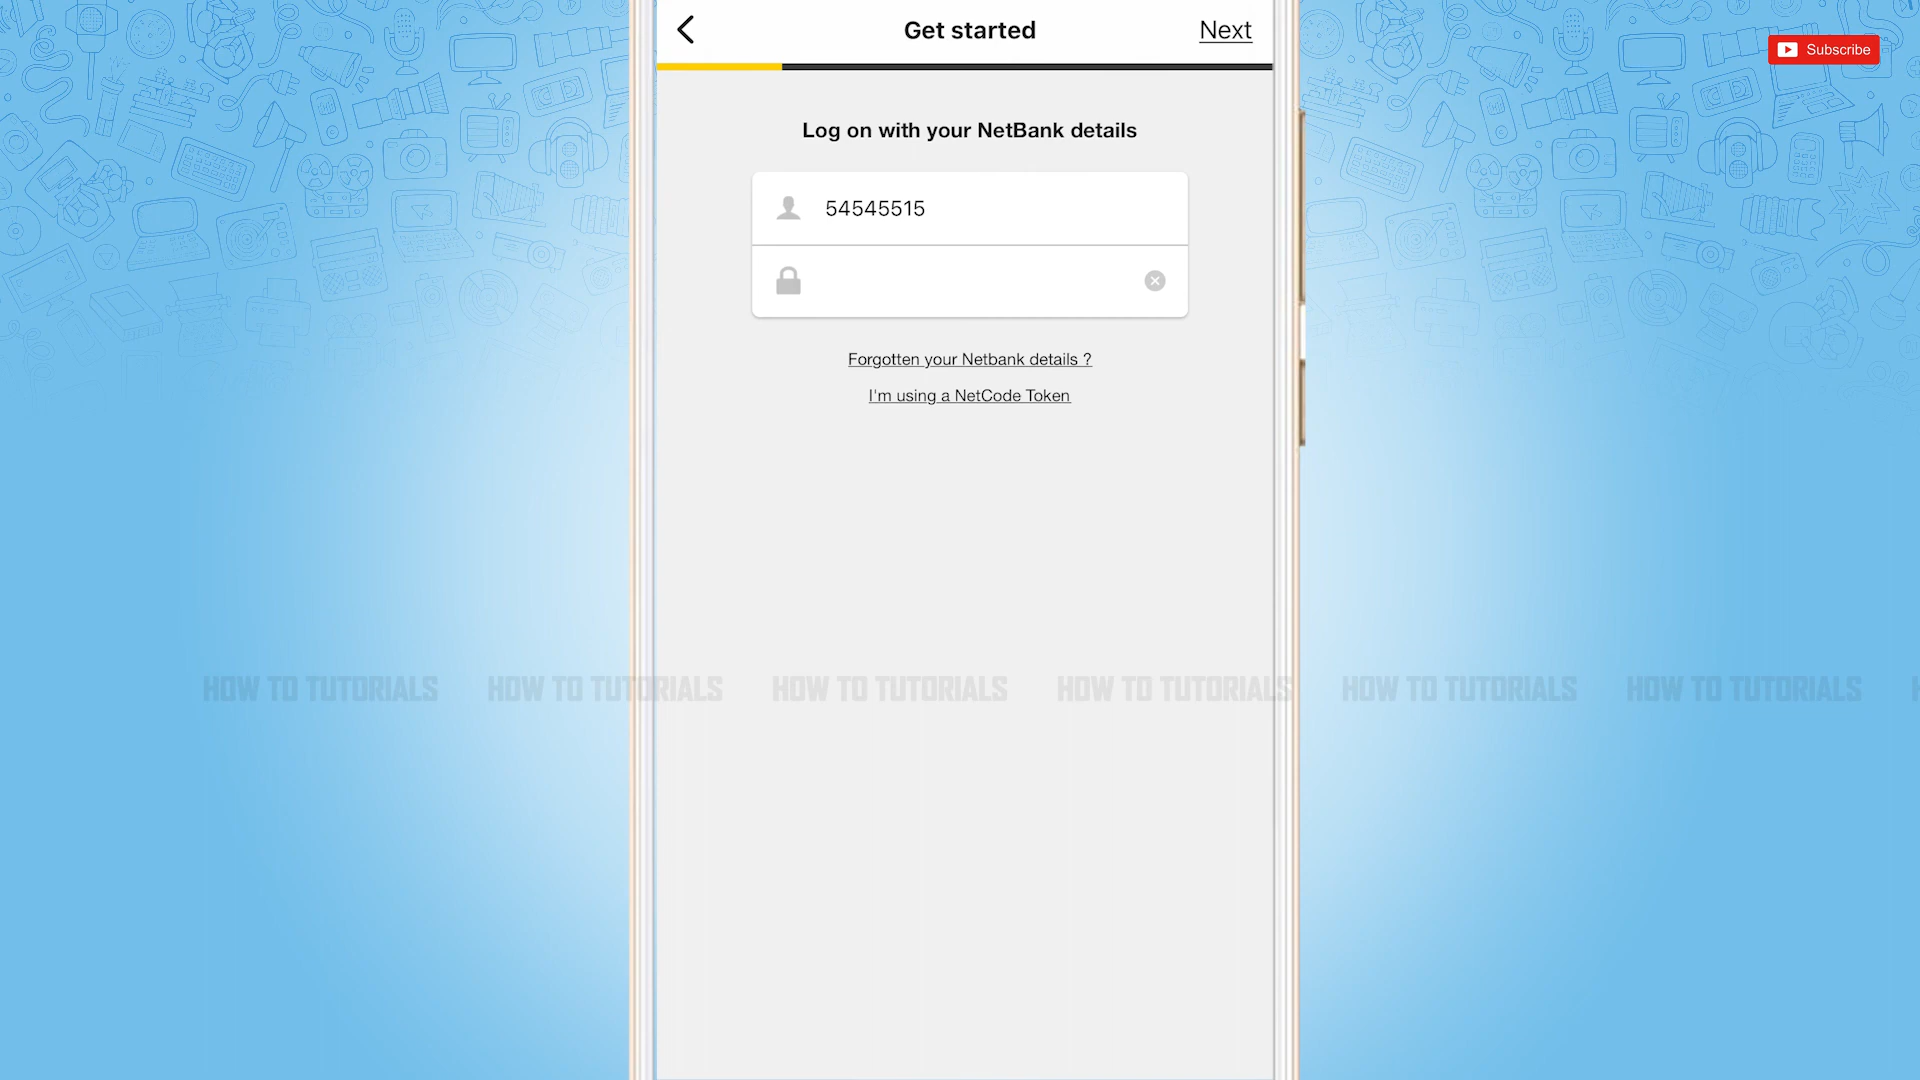 Get started
Next
Subscribe
Log on with your NetBank details
54545515
Forgotten your Netbank details ?
I'm using a NetCode Token
HOW TO TUTORIALS HOW TO TUTORIALS HOW TO TUTORIALS HOW TO TUTORIALS HOW TO TUTORIALS HOW TO TUTORIALS